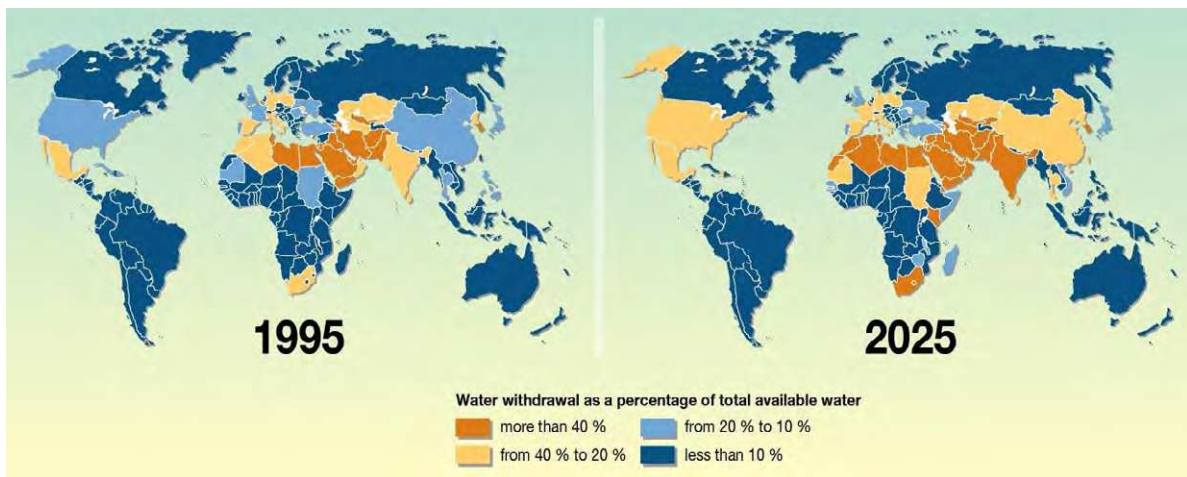 1995
2025
Water withdrawal as a percentage of total available water
more than 40 %
from 20 % to 10 %
from 40 % to 20 %
less than 10 %